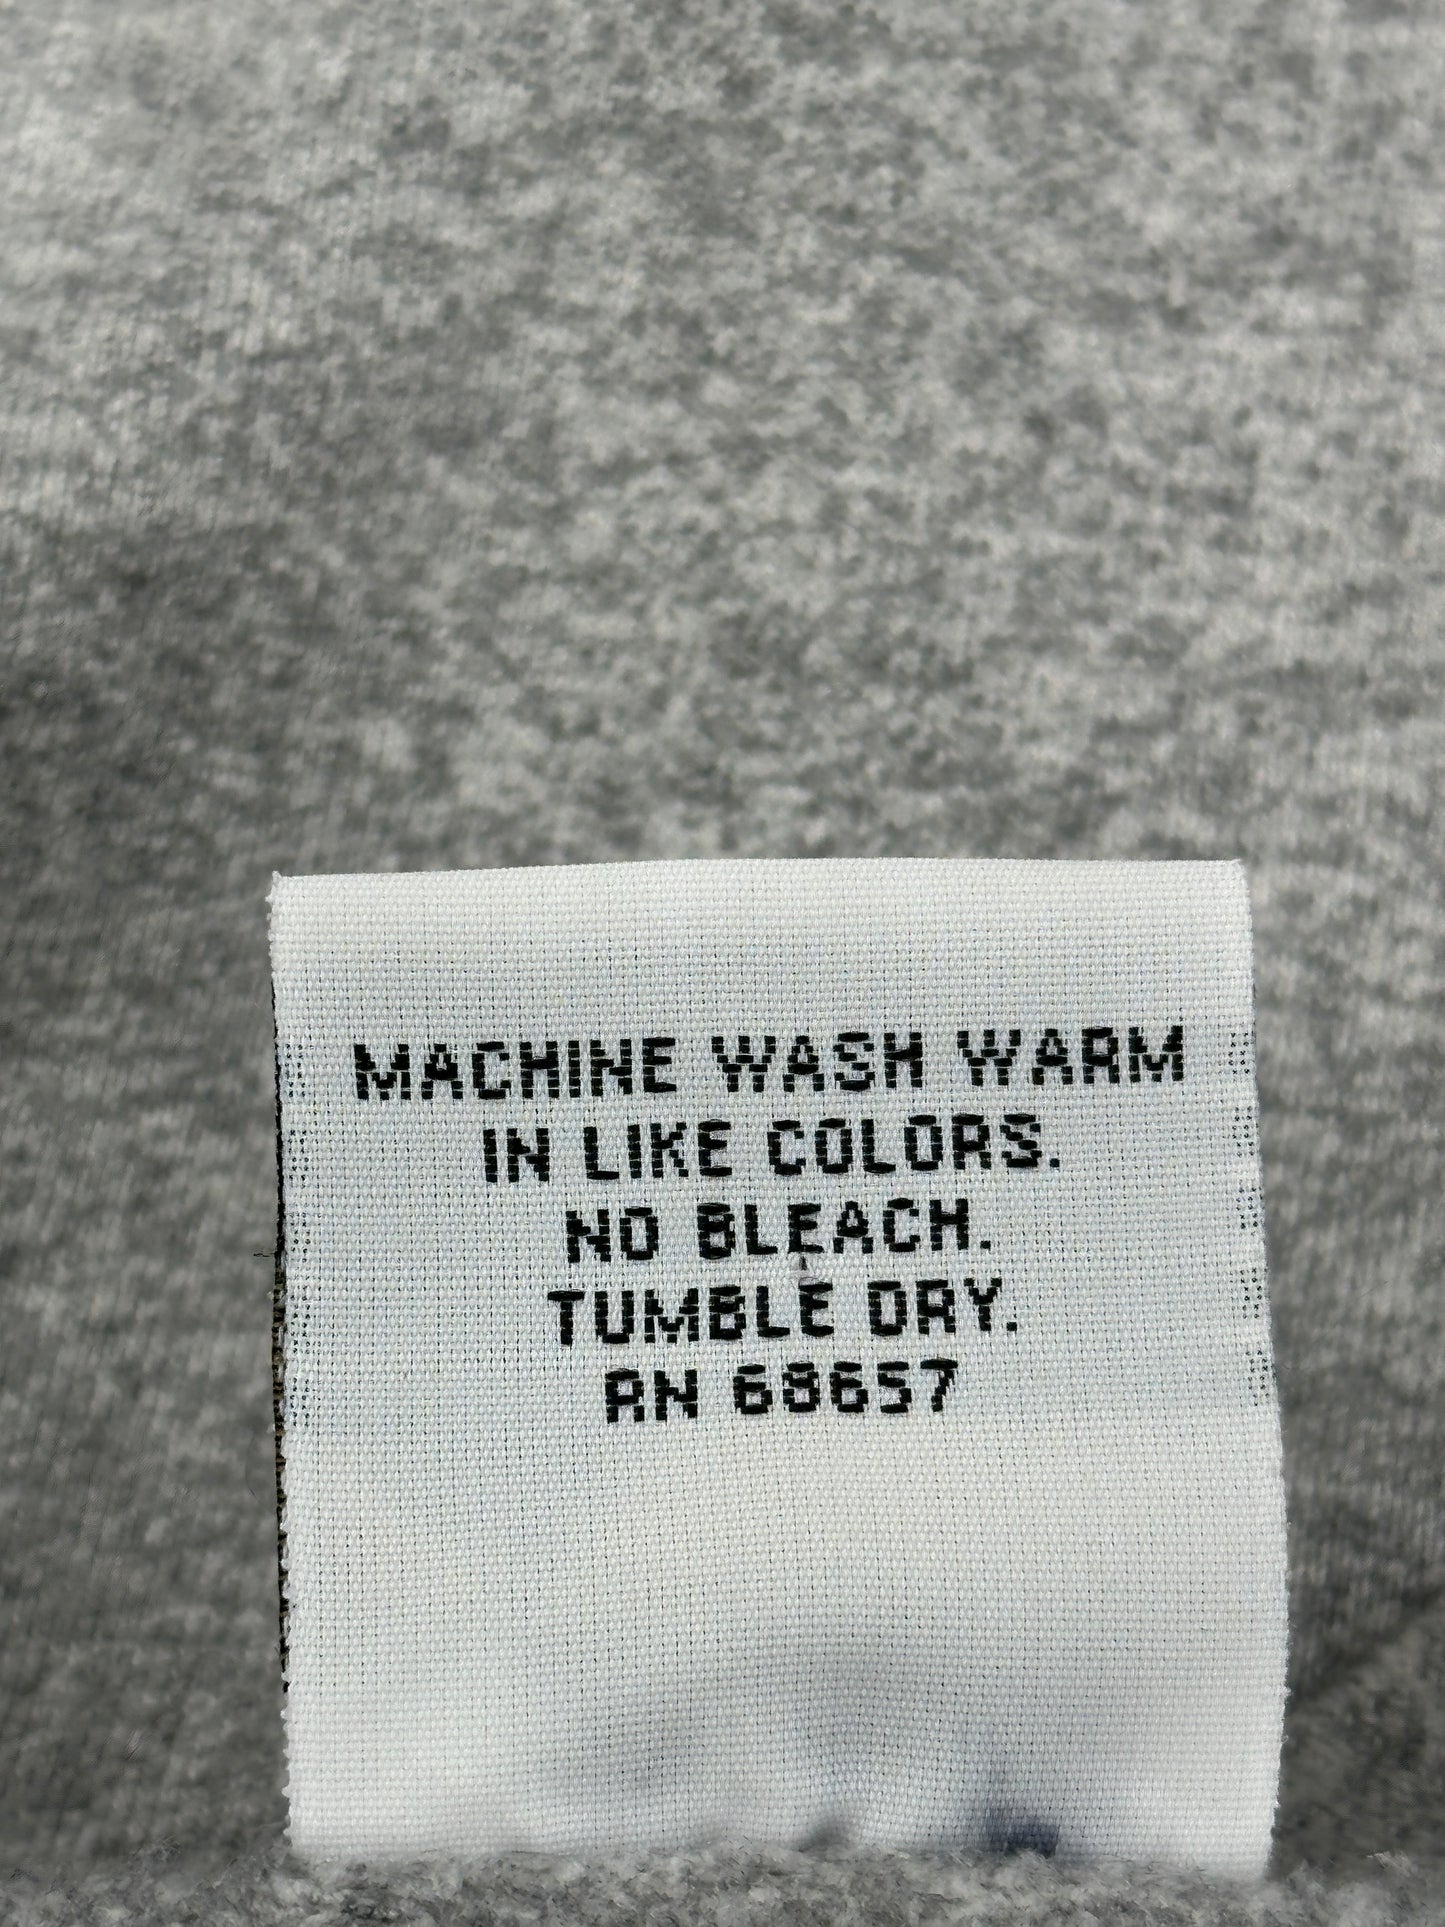 MACHINE WASH WARM
IN LIKE COLORS.
NO BLEACH.
TUMBLE DRY.
RN 68657